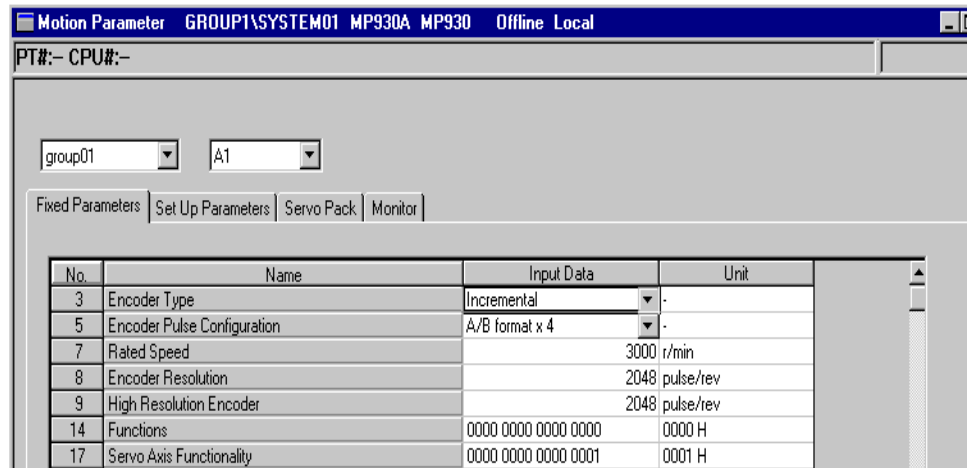 Motion Parameter GROUP1\SYSTEM01 MP930A MP930 Offline Local
PT#:– CPU#:–
group01 A1
Fixed Parameters Set Up Parameters Servo Pack Monitor
No. Name Input Data Unit
3 Encoder Type Incremental -
5 Encoder Pulse Configuration A/B format x 4 -
7 Rated Speed 3000 r/min
8 Encoder Resolution 2048 pulse/rev
9 High Resolution Encoder 2048 pulse/rev
14 Functions 0000 0000 0000 0000 0000 H
17 Servo Axis Functionality 0000 0000 0000 0001 0001 H